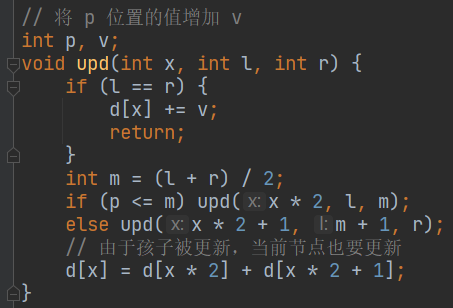 // 将 p 位置的值增加 v
int p, v;
void upd(int x, int l, int r) {
    if (l == r) {
        d[x] += v;
        return;
    }
    int m = (l + r) / 2;
    if (p <= m) upd(x: x * 2, l, m);
    else upd(x: x * 2 + 1, l: m + 1, r);
    // 由于孩子被更新，当前节点也要更新
    d[x] = d[x * 2] + d[x * 2 + 1];
}